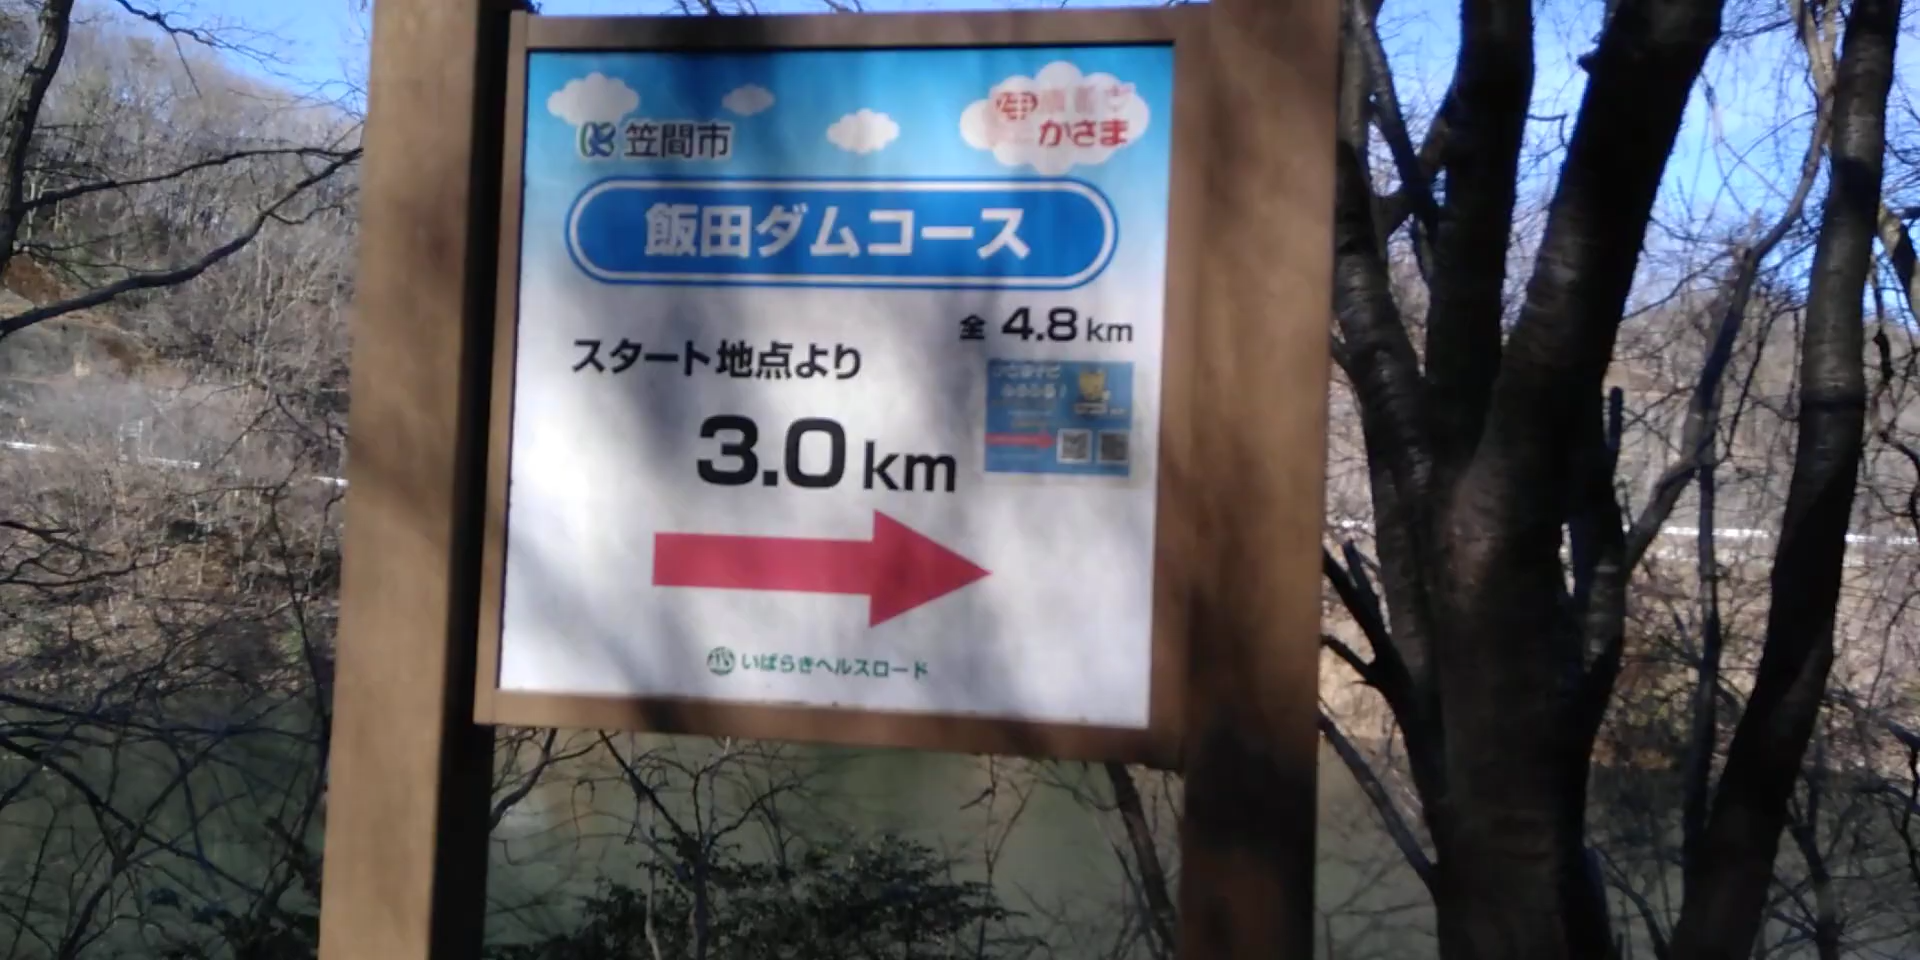 笠間市
かさま
飯田ダムコース
全 4.8 km
スタート地点より
3.0 km
いばらきヘルスロード